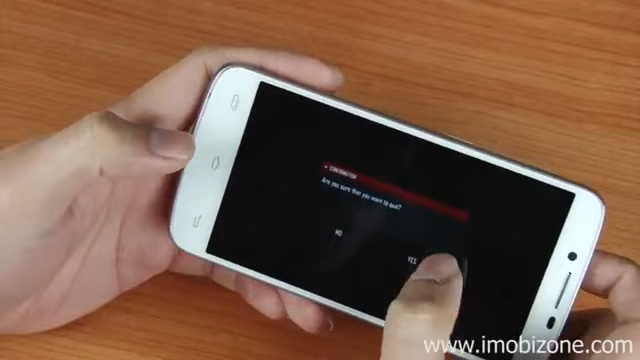 CONFIRMATION
Are you sure that you want to quit?
NO
YES
www.imobizone.com